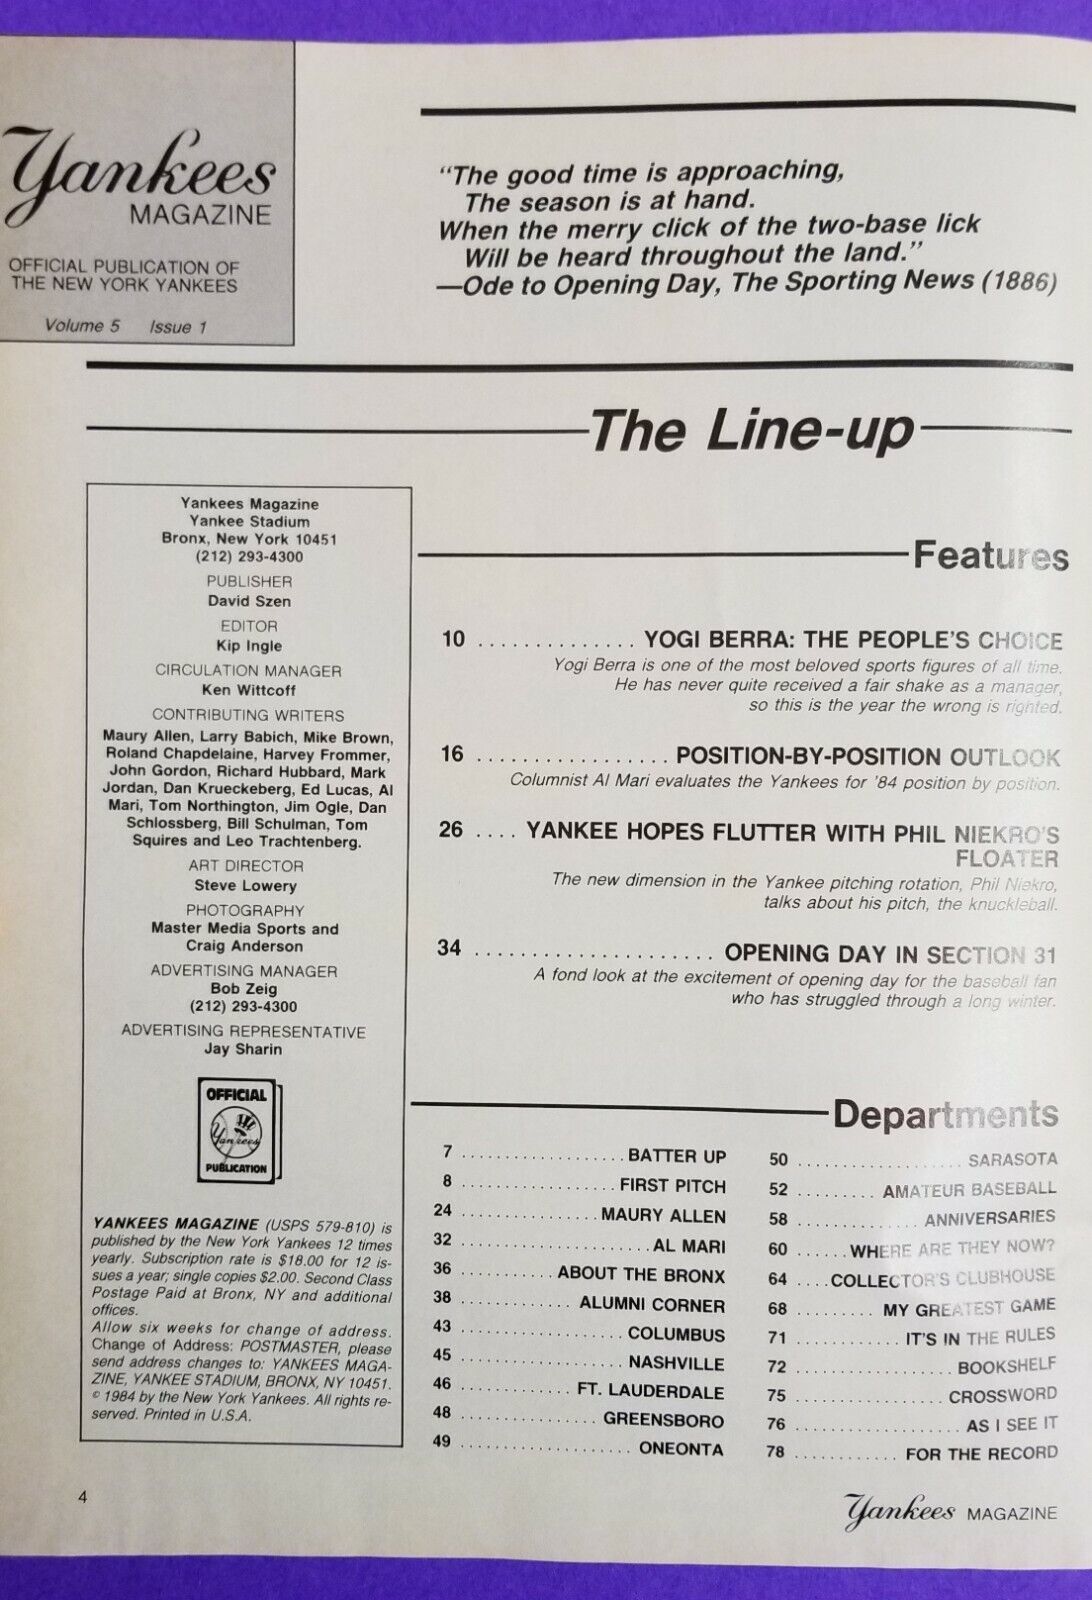 Yankees
MAGAZINE
OFFICIAL PUBLICATION OF
THE NEW YORK YANKEES
Volume 5 Issue 1
"The good time is approaching,
The season is at hand.
When the merry click of the two-base lick
Will be heard throughout the land."
—Ode to Opening Day, The Sporting News (1886)
The Line-up
Yankees Magazine
Yankee Stadium
Bronx, New York 10451
(212) 293-4300
PUBLISHER
David Szen
EDITOR
Kip Ingle
CIRCULATION MANAGER
Ken Wittcoff
CONTRIBUTING WRITERS
Maury Allen, Larry Babich, Mike Brown,
Roland Chapdelaine, Harvey Frommer,
John Gordon, Richard Hubbard, Mark
Jordan, Dan Krueckeberg, Ed Lucas, Al
Mari, Tom Northington, Jim Ogle, Dan
Schlossberg, Bill Schulman, Tom
Squires and Leo Trachtenberg.
ART DIRECTOR
Steve Lowery
PHOTOGRAPHY
Master Media Sports and
Craig Anderson
ADVERTISING MANAGER
Bob Zeig
(212) 293-4300
ADVERTISING REPRESENTATIVE
Jay Sharin
OFFICIAL
Yankees
PUBLICATION
YANKEES MAGAZINE (USPS 579-810) is
published by the New York Yankees 12 times
yearly. Subscription rate is $18.00 for 12 is-
sues a year; single copies $2.00. Second Class
Postage Paid at Bronx, NY and additional
offices.
Allow six weeks for change of address.
Change of Address: POSTMASTER, please
send address changes to: YANKEES MAGA-
ZINE, YANKEE STADIUM, BRONX, NY 10451.
© 1984 by the New York Yankees. All rights re-
served. Printed in U.S.A.
Features
10 .............. YOGI BERRA: THE PEOPLE'S CHOICE
Yogi Berra is one of the most beloved sports figures of all time.
He has never quite received a fair shake as a manager,
so this is the year the wrong is righted.
16 ................. POSITION-BY-POSITION OUTLOOK
Columnist Al Mari evaluates the Yankees for '84 position by position.
26 .... YANKEE HOPES FLUTTER WITH PHIL NIEKRO'S
FLOATER
The new dimension in the Yankee pitching rotation, Phil Niekro,
talks about his pitch, the knuckleball.
34 ..................... OPENING DAY IN SECTION 31
A fond look at the excitement of opening day for the baseball fan
who has struggled through a long winter.
Departments
7 ................... BATTER UP
8 .................. FIRST PITCH
24 ................ MAURY ALLEN
32 ...................... AL MARI
36 ........... ABOUT THE BRONX
38 ............. ALUMNI CORNER
43 ................... COLUMBUS
45 ................... NASHVILLE
46 ............. FT. LAUDERDALE
48 ................ GREENSBORO
49 .................... ONEONTA
50 .................... SARASOTA
52 ......... AMATEUR BASEBALL
58 .............. ANNIVERSARIES
60 ...... WHERE ARE THEY NOW?
64 .... COLLECTOR'S CLUBHOUSE
68 ......... MY GREATEST GAME
71 ............ IT'S IN THE RULES
72 ................... BOOKSHELF
75 .................. CROSSWORD
76 .................... AS I SEE IT
78 ............ FOR THE RECORD
4
Yankees MAGAZINE